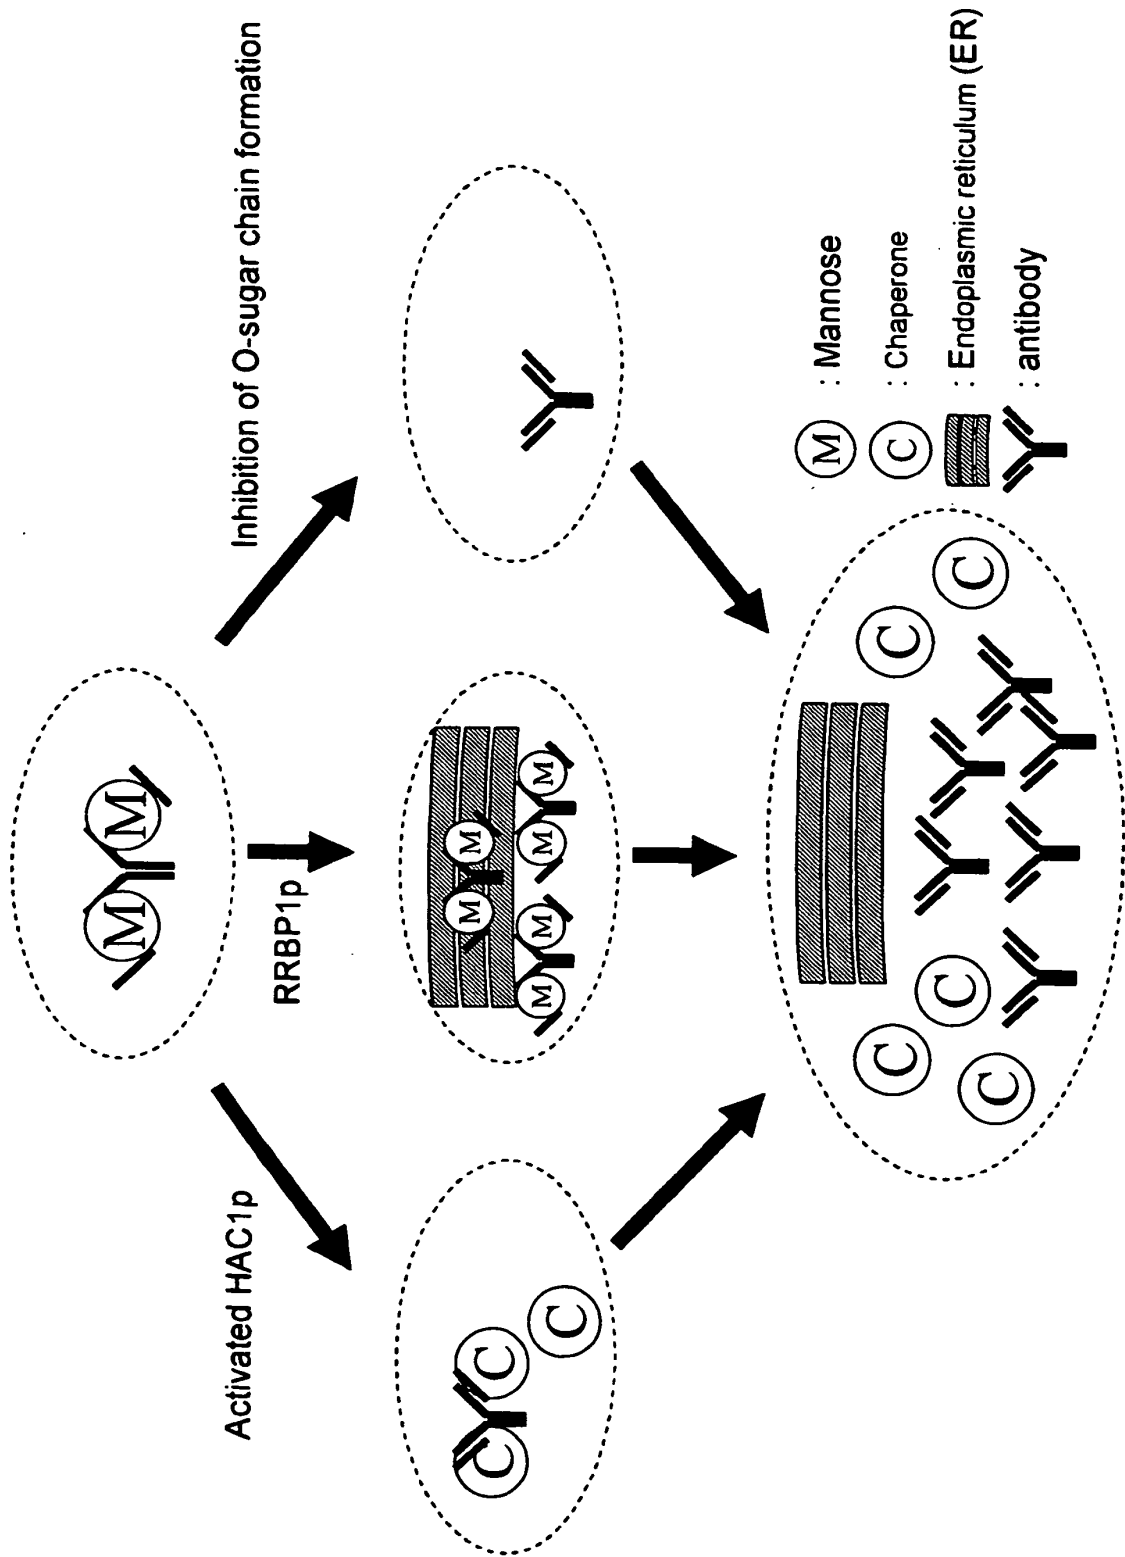 M M
Activated HAC1p
RRBP1p
Inhibition of O-sugar chain formation
C C C
M M M M M M
C C C C C
M : Mannose
C : Chaperone
: Endoplasmic reticulum (ER)
: antibody